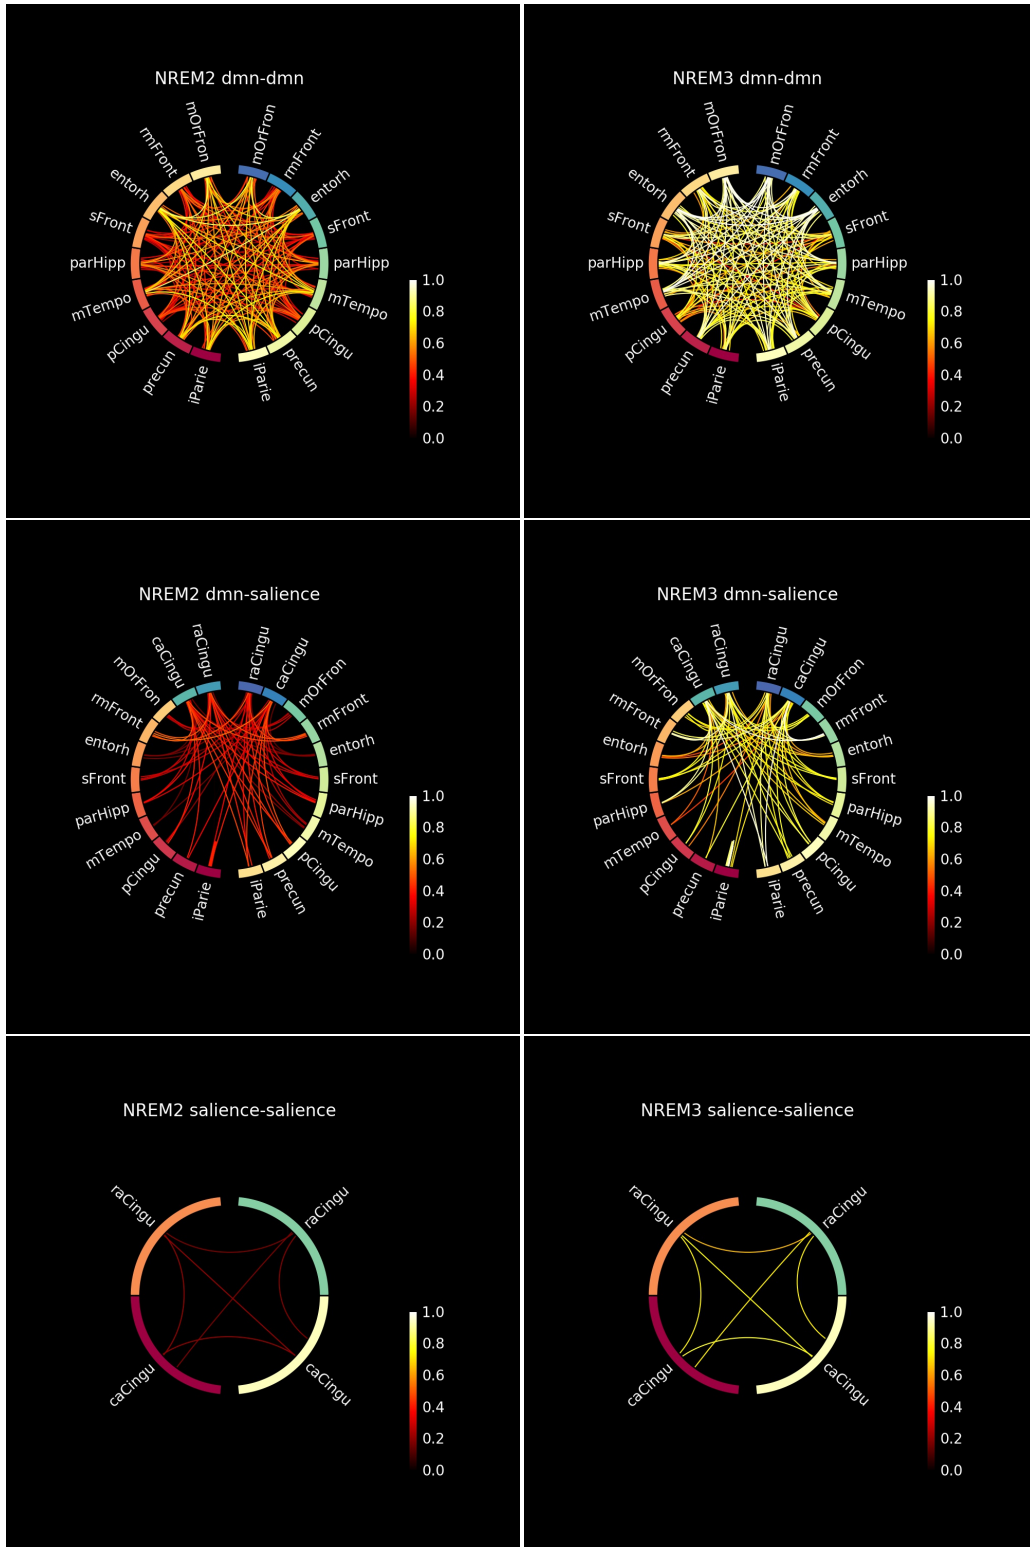 NREM2 dmn-dmn
mOrFron
mOrFron
rmFront
rmFront
entorh
entorh
sFront
sFront
parHipp
parHipp
mTempo
mTempo
pCingu
pCingu
precun
precun
iParie
iParie
1.0
0.8
0.6
0.4
0.2
0.0
NREM3 dmn-dmn
mOrFron
mOrFron
rmFront
rmFront
entorh
entorh
sFront
sFront
parHipp
parHipp
mTempo
mTempo
pCingu
pCingu
precun
precun
iParie
iParie
1.0
0.8
0.6
0.4
0.2
0.0
NREM2 dmn-salience
raCingu
raCingu
caCingu
caCingu
mOrFron
mOrFron
rmFront
rmFront
entorh
entorh
sFront
sFront
parHipp
parHipp
mTempo
mTempo
pCingu
pCingu
precun
precun
iParie
iParie
1.0
0.8
0.6
0.4
0.2
0.0
NREM3 dmn-salience
raCingu
raCingu
caCingu
caCingu
mOrFron
mOrFron
rmFront
rmFront
entorh
entorh
sFront
sFront
parHipp
parHipp
mTempo
mTempo
pCingu
pCingu
precun
precun
iParie
iParie
1.0
0.8
0.6
0.4
0.2
0.0
NREM2 salience-salience
raCingu
raCingu
caCingu
caCingu
1.0
0.8
0.6
0.4
0.2
0.0
NREM3 salience-salience
raCingu
raCingu
caCingu
caCingu
1.0
0.8
0.6
0.4
0.2
0.0